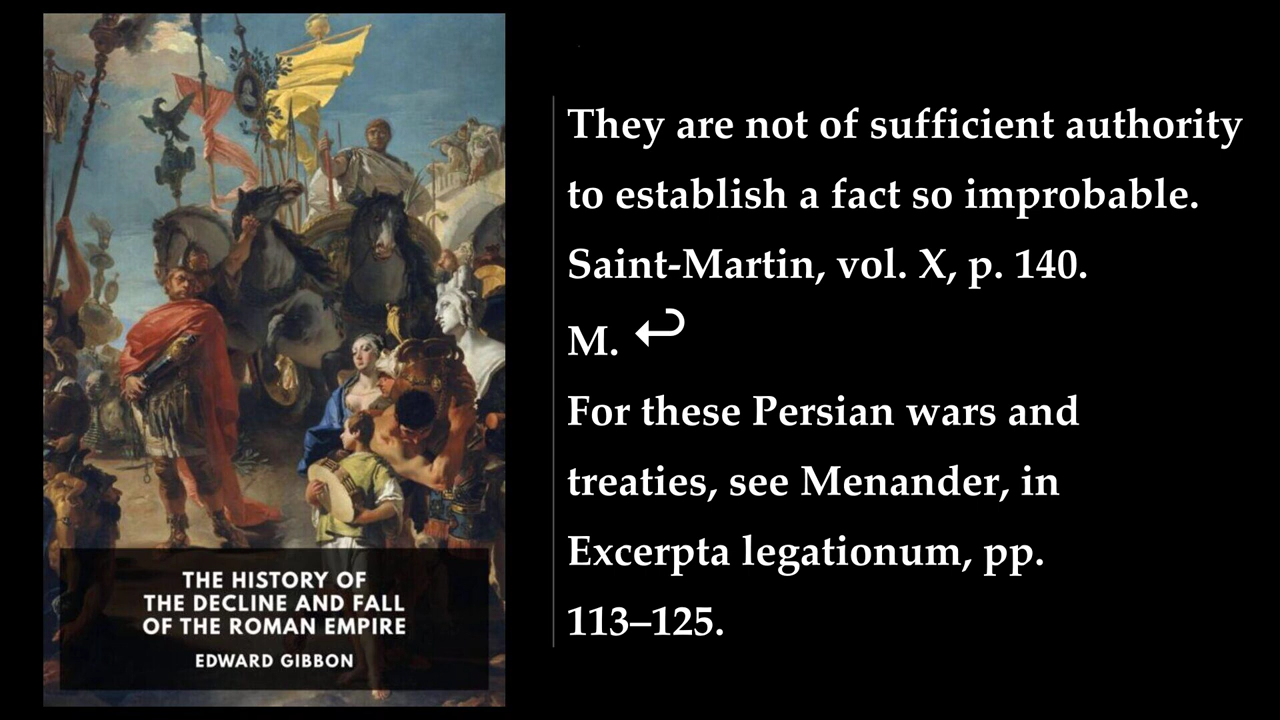 THE HISTORY OF
THE DECLINE AND FALL
OF THE ROMAN EMPIRE
EDWARD GIBBON
They are not of sufficient authority
to establish a fact so improbable.
Saint-Martin, vol. X, p. 140.
M. ↩
For these Persian wars and
treaties, see Menander, in
Excerpta legationum, pp.
113–125.